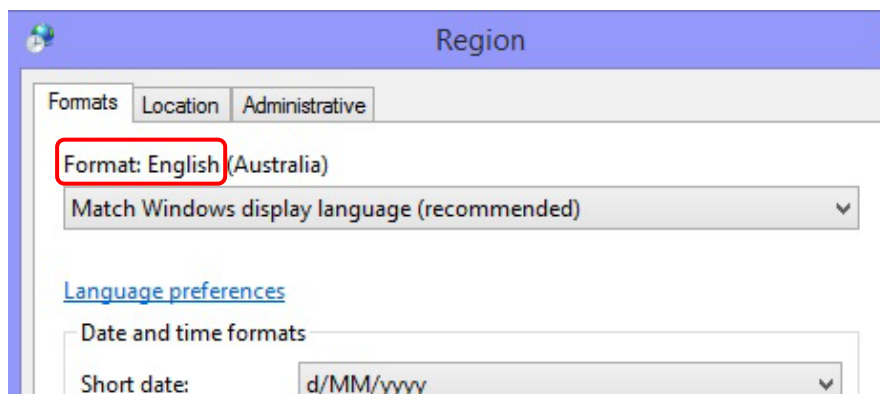 Region
Formats Location Administrative
Format: English (Australia)
Match Windows display language (recommended)
Language preferences
Date and time formats
Short date: d/MM/yyyy